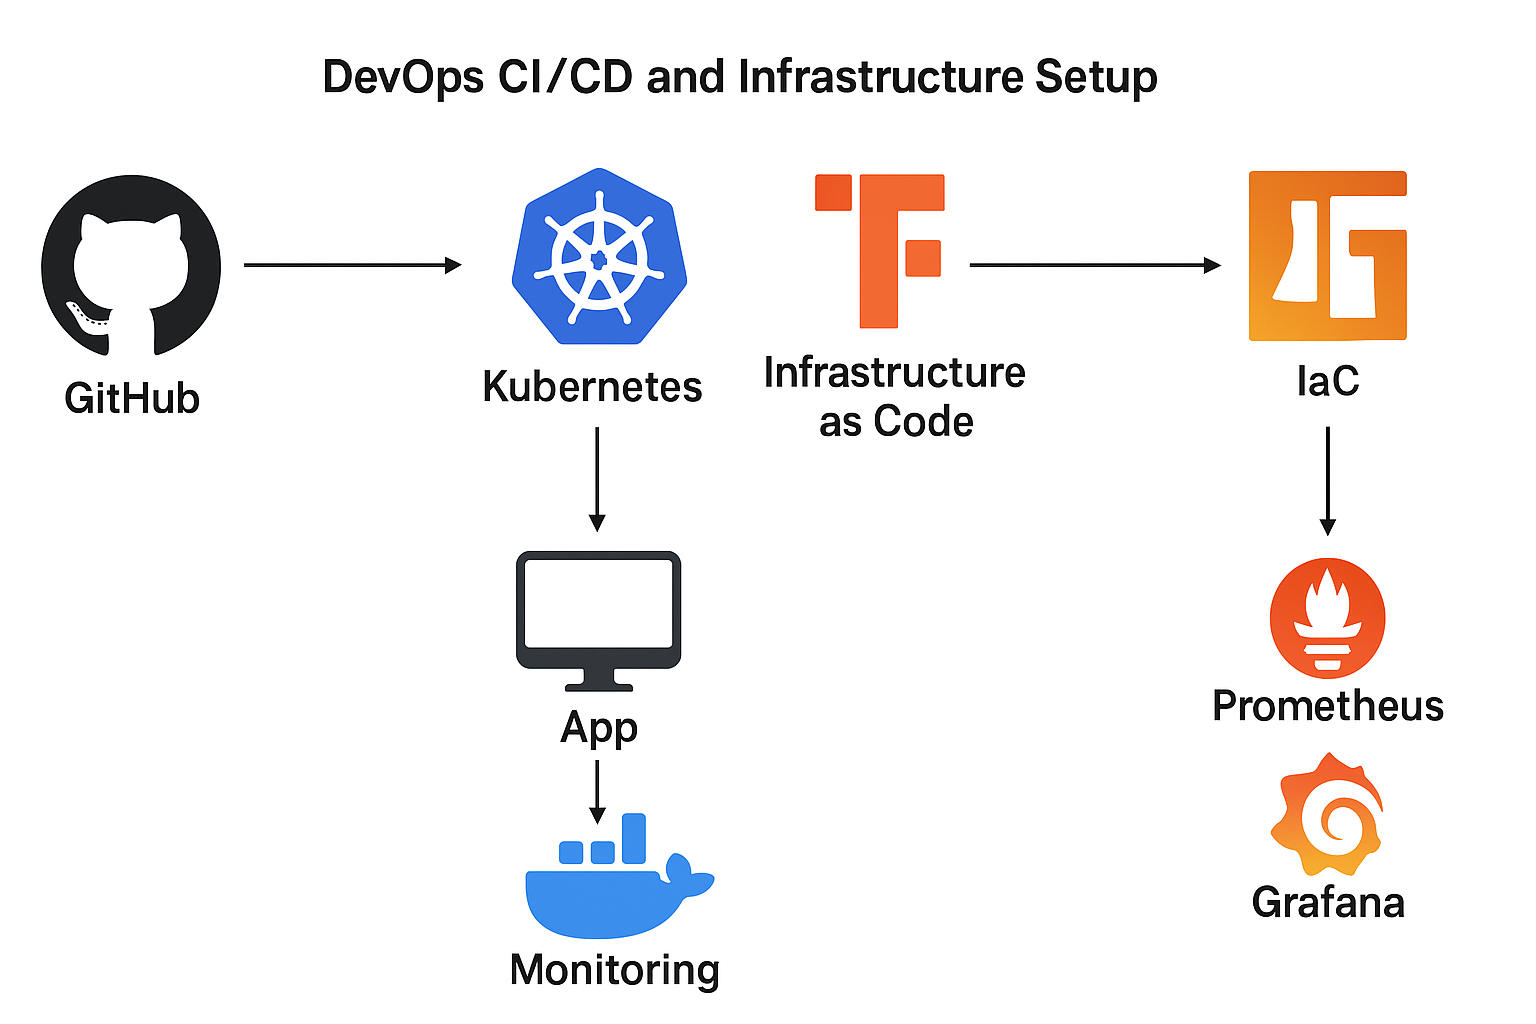 DevOps CI/CD and Infrastructure Setup
GitHub
Kubernetes
Infrastructure
as Code
IaC
App
Prometheus
Monitoring
Grafana